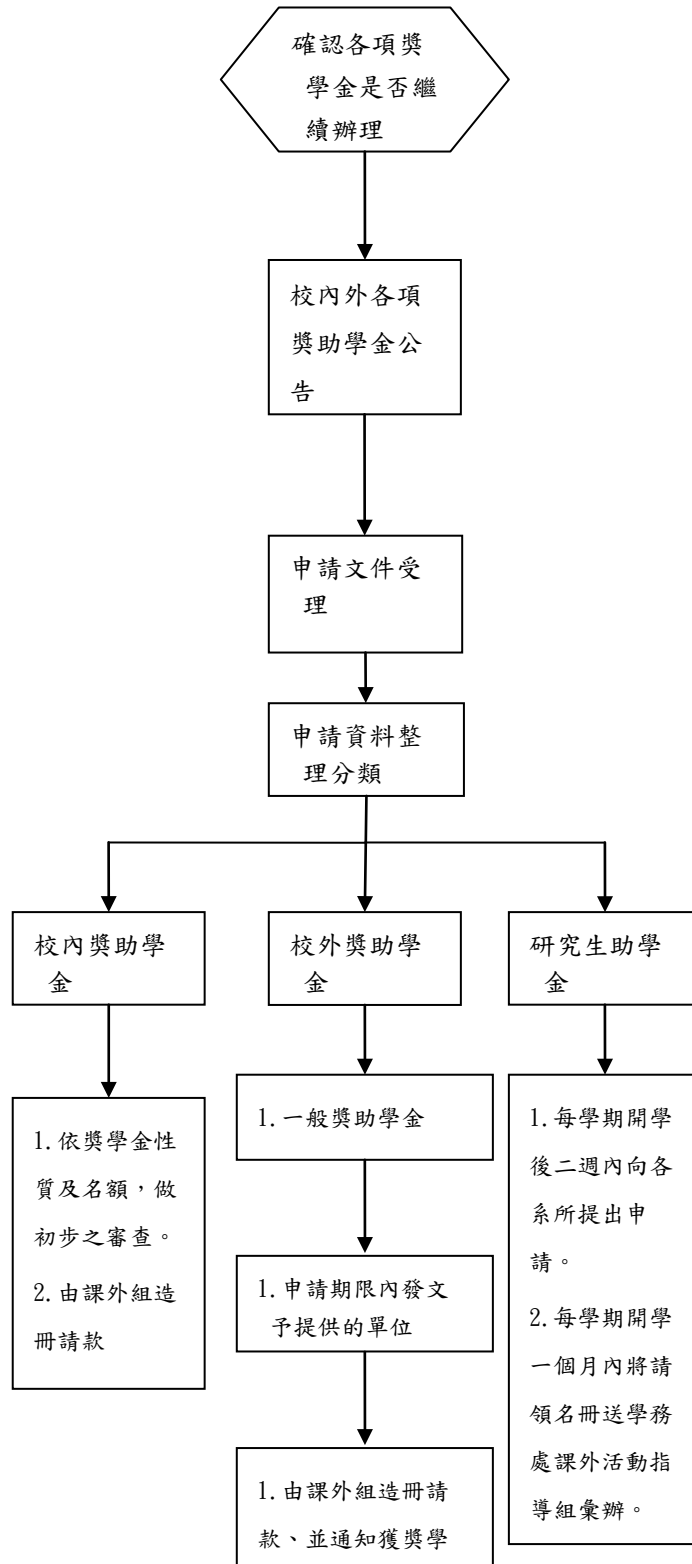 確認各項獎
學金是否繼
續辦理
校內外各項
獎助學金公
告
申請文件受
理
申請資料整
理分類
校內獎助學
金
校外獎助學
金
研究生助學
金
1.依獎學金性
質及名額，做
初步之審查。
2.由課外組造
冊請款
1.一般獎助學金
1.申請期限內發文
予提供的單位
1.由課外組造冊請
款、並通知獲獎學
1.每學期開學
後二週內向各
系所提出申
請。
2.每學期開學
一個月內將請
領名冊送學務
處課外活動指
導組彙辦。